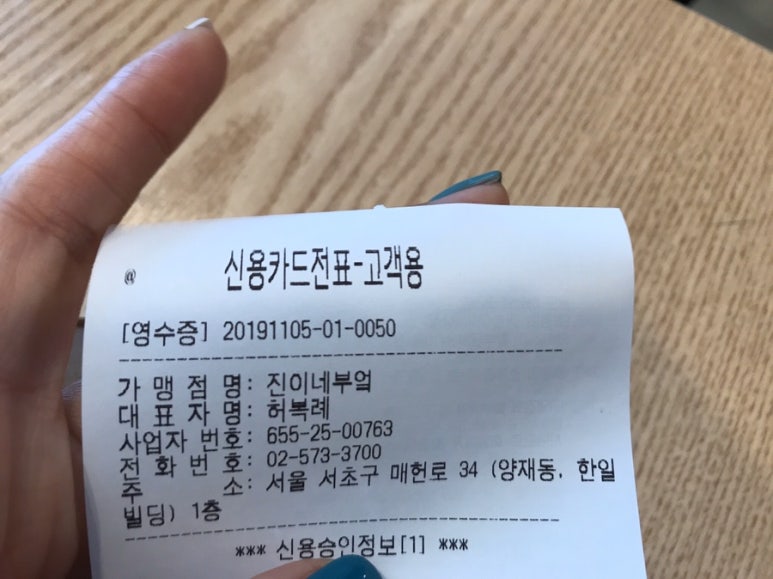 @ 신용카드전표-고객용
[영수증] 20191105-01-0050
가 맹 점 명: 진이네부엌
대 표 자 명: 허복례
사업자 번호: 655-25-00763
전 화 번 호: 02-573-3700
주 소: 서울 서초구 매헌로 34 (양재동, 한일
빌딩) 1층
*** 신용승인정보[1] ***